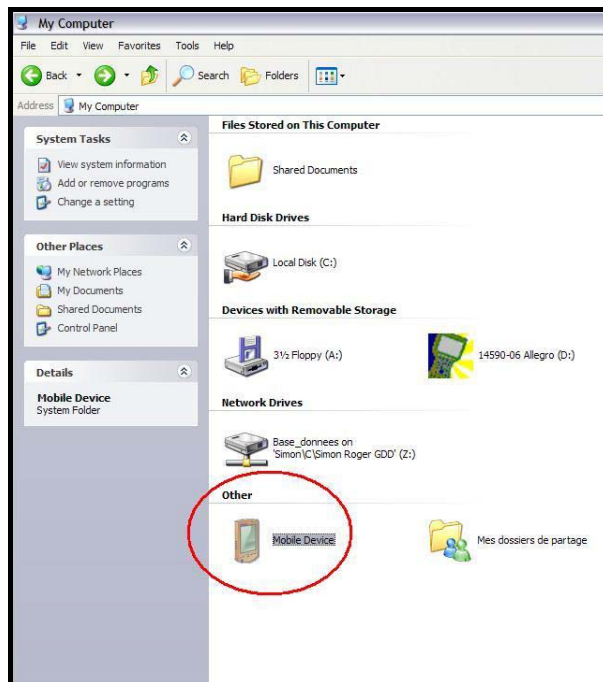 My Computer
File Edit View Favorites Tools Help
Back Search Folders
Address My Computer
System Tasks
View system information
Add or remove programs
Change a setting
Other Places
My Network Places
My Documents
Shared Documents
Control Panel
Details
Mobile Device
System Folder
Files Stored on This Computer
Shared Documents
Hard Disk Drives
Local Disk (C:)
Devices with Removable Storage
3½ Floppy (A:)
14590-06 Allegro (D:)
Network Drives
Base_donnees on
'Simon\C\Simon Roger GDD' (Z:)
Other
Mobile Device
Mes dossiers de partage